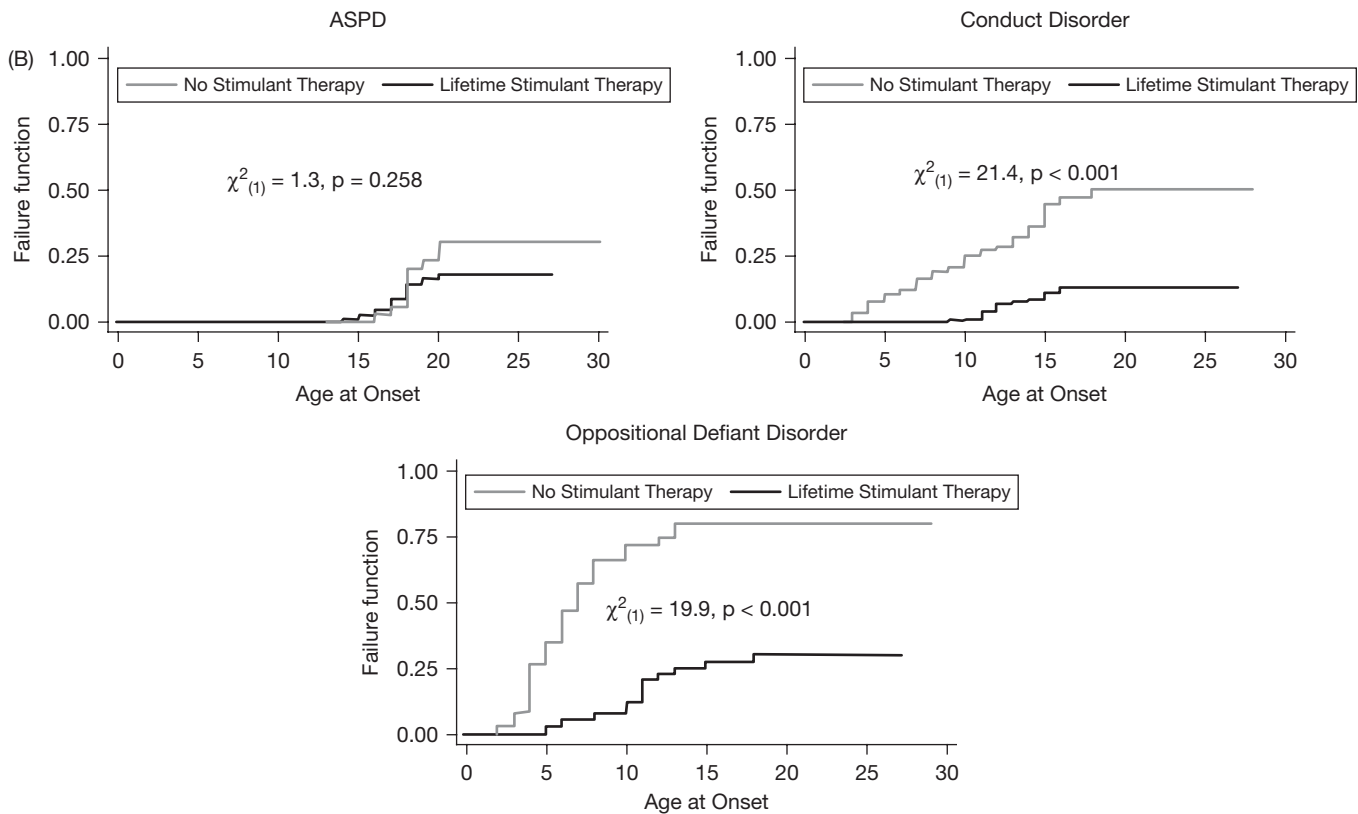 ASPD
(B)
1.00
No Stimulant Therapy
Lifetime Stimulant Therapy
0.75
χ²(1) = 1.3, p = 0.258
0.50
0.25
0.00
Failure function
0 5 10 15 20 25 30
Age at Onset
Conduct Disorder
1.00
No Stimulant Therapy
Lifetime Stimulant Therapy
0.75
χ²(1) = 21.4, p < 0.001
0.50
0.25
0.00
Failure function
0 5 10 15 20 25 30
Age at Onset
Oppositional Defiant Disorder
1.00
No Stimulant Therapy
Lifetime Stimulant Therapy
0.75
0.50
χ²(1) = 19.9, p < 0.001
0.25
0.00
Failure function
0 5 10 15 20 25 30
Age at Onset